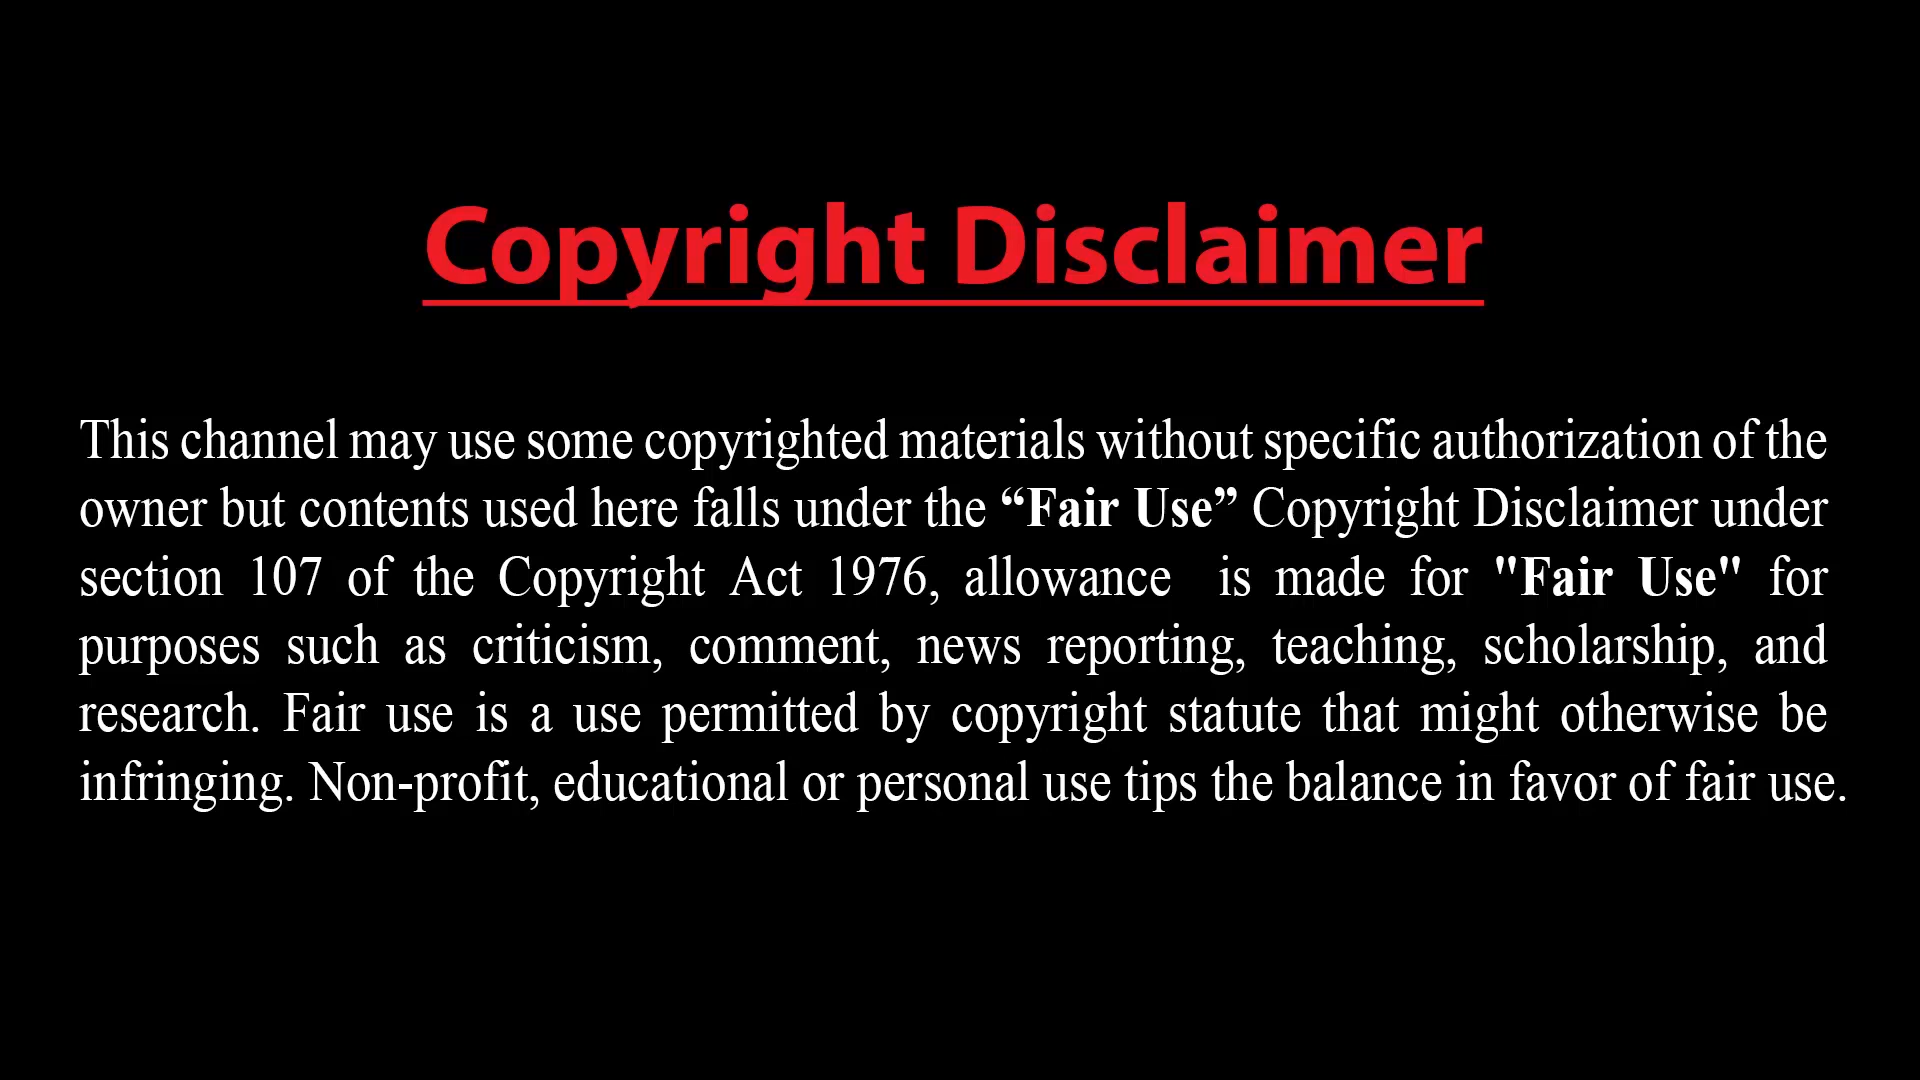 Copyright Disclaimer
This channel may use some copyrighted materials without specific authorization of the
owner but contents used here falls under the “Fair Use” Copyright Disclaimer under
section 107 of the Copyright Act 1976, allowance  is made for "Fair Use" for
purposes such as criticism, comment, news reporting, teaching, scholarship, and
research. Fair use is a use permitted by copyright statute that might otherwise be
infringing. Non-profit, educational or personal use tips the balance in favor of fair use.